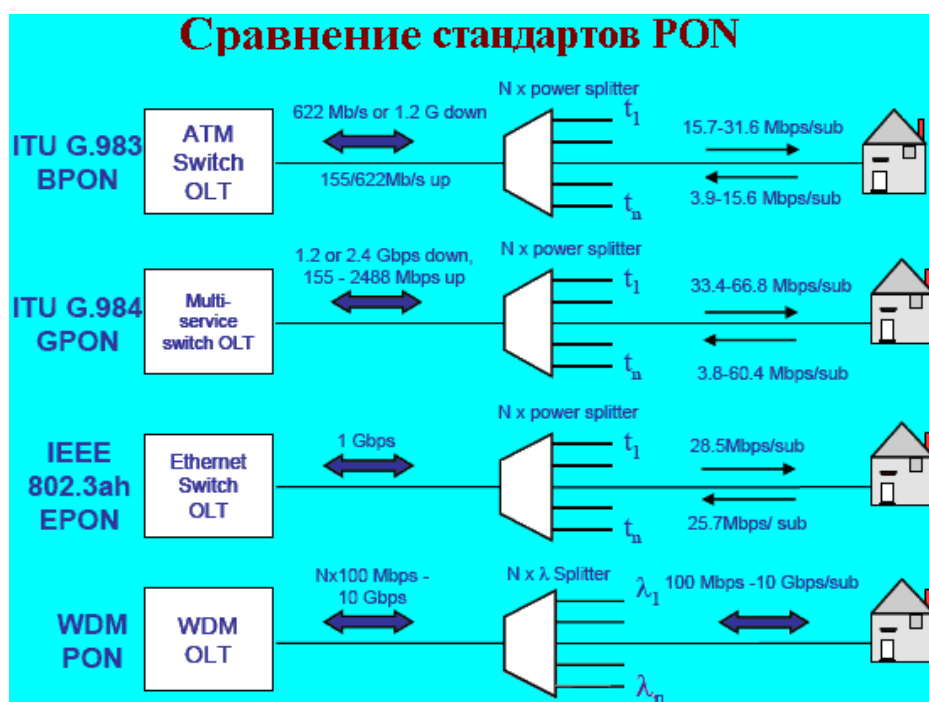 Сравнение стандартов PON
ITU G.983
BPON
ATM
Switch
OLT
622 Mb/s or 1.2 G down
155/622Mb/s up
N x power splitter
t1
tn
15.7-31.6 Mbps/sub
3.9-15.6 Mbps/sub
ITU G.984
GPON
Multi-
service
switch OLT
1.2 or 2.4 Gbps down,
155 - 2488 Mbps up
N x power splitter
t1
tn
33.4-66.8 Mbps/sub
3.8-60.4 Mbps/sub
IEEE
802.3ah
EPON
Ethernet
Switch
OLT
1 Gbps
N x power splitter
t1
tn
28.5Mbps/sub
25.7Mbps/ sub
WDM
PON
WDM
OLT
Nx100 Mbps -
10 Gbps
N x λ Splitter
λ1
λn
100 Mbps -10 Gbps/sub